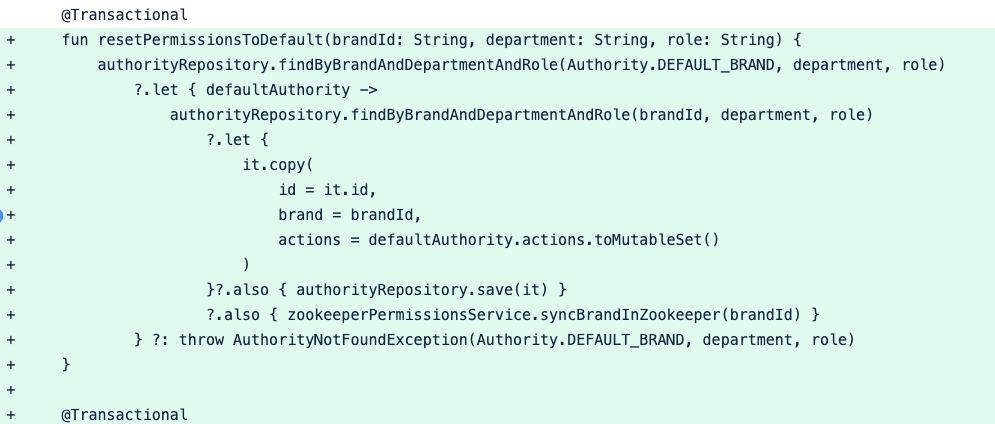 @Transactional
+    fun resetPermissionsToDefault(brandId: String, department: String, role: String) {
+        authorityRepository.findByBrandAndDepartmentAndRole(Authority.DEFAULT_BRAND, department, role)
+            ?.let { defaultAuthority ->
+                authorityRepository.findByBrandAndDepartmentAndRole(brandId, department, role)
+                    ?.let {
+                        it.copy(
+                            id = it.id,
+                            brand = brandId,
+                            actions = defaultAuthority.actions.toMutableSet()
+                        )
+                    }?.also { authorityRepository.save(it) }
+                    ?.also { zookeeperPermissionsService.syncBrandInZookeeper(brandId) }
+            } ?: throw AuthorityNotFoundException(Authority.DEFAULT_BRAND, department, role)
+    }
+
+    @Transactional